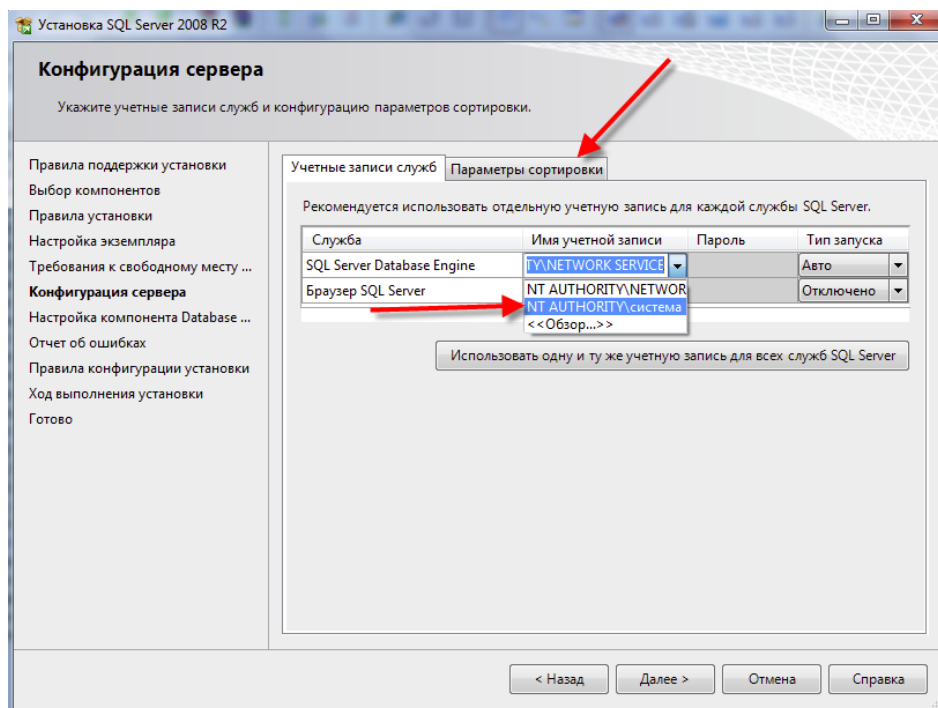 Установка SQL Server 2008 R2
Конфигурация сервера
Укажите учетные записи служб и конфигурацию параметров сортировки.
Правила поддержки установки
Выбор компонентов
Правила установки
Настройка экземпляра
Требования к свободному месту ...
Конфигурация сервера
Настройка компонента Database ...
Отчет об ошибках
Правила конфигурации установки
Ход выполнения установки
Готово
Учетные записи служб Параметры сортировки
Рекомендуется использовать отдельную учетную запись для каждой службы SQL Server.
Служба Имя учетной записи Пароль Тип запуска
SQL Server Database Engine TY\NETWORK SERVICE Авто
Браузер SQL Server NT AUTHORITY\NETWOR Отключено
NT AUTHORITY\система
<<Обзор...>>
Использовать одну и ту же учетную запись для всех служб SQL Server
< Назад Далее > Отмена Справка